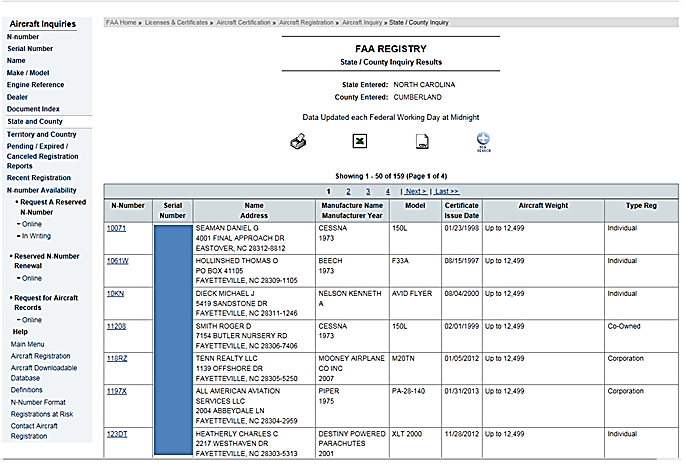 Aircraft Inquiries
N-number
Serial Number
Name
Make / Model
Engine Reference
Dealer
Document Index
State and County
Territory and Country
Pending / Expired /
Canceled Registration
Reports
Recent Registration
N-number Availability
• Request A Reserved
N-Number
- Online
- In Writing
• Reserved N-Number
Renewal
- Online
• Request for Aircraft
Records
- Online
Help
Main Menu
Aircraft Registration
Aircraft Downloadable
Database
Definitions
N-Number Format
Registrations at Risk
Contact Aircraft
Registration
FAA Home » Licenses & Certificates » Aircraft Certification » Aircraft Registration » Aircraft Inquiry » State / County Inquiry
FAA REGISTRY
State / County Inquiry Results
State Entered: NORTH CAROLINA
County Entered: CUMBERLAND
Data Updated each Federal Working Day at Midnight
Showing 1 - 50 of 159 (Page 1 of 4)
1 2 3 4 | Next > | Last >>
N-Number Serial Number Name Address Manufacture Name Manufacturer Year Model Certificate Issue Date Aircraft Weight Type Reg
10071 SEAMAN DANIEL G CESSNA 150L 01/23/1998 Up to 12,499 Individual
4001 FINAL APPROACH DR 1973
EASTOVER, NC 28312-8812
1061W HOLLINSHED THOMAS O BEECH F33A 08/15/1997 Up to 12,499 Individual
PO BOX 41105 1973
FAYETTEVILLE, NC 28309-1105
10KN DIECK MICHAEL J NELSON KENNETH AVID FLYER 08/04/2000 Up to 12,499 Individual
5419 SANDSTONE DR A
FAYETTEVILLE, NC 28311-1246
11208 SMITH ROGER D CESSNA 150L 02/01/1999 Up to 12,499 Co-Owned
7154 BUTLER NURSERY RD 1973
FAYETTEVILLE, NC 28306-7406
118RZ TENN REALTY LLC MOONEY AIRPLANE M20TN 01/05/2012 Up to 12,499 Corporation
1139 OFFSHORE DR CO INC
FAYETTEVILLE, NC 28305-5250 2007
1197X ALL AMERICAN AVIATION PIPER PA-28-140 01/31/2013 Up to 12,499 Corporation
SERVICES LLC 1975
2004 ABBEYDALE LN
FAYETTEVILLE, NC 28304-2959
123DT HEATHERLY CHARLES C DESTINY POWERED XLT 2000 11/28/2012 Up to 12,499 Individual
2217 WESTHAVEN DR PARACHUTES
FAYETTEVILLE, NC 28303-5313 2001